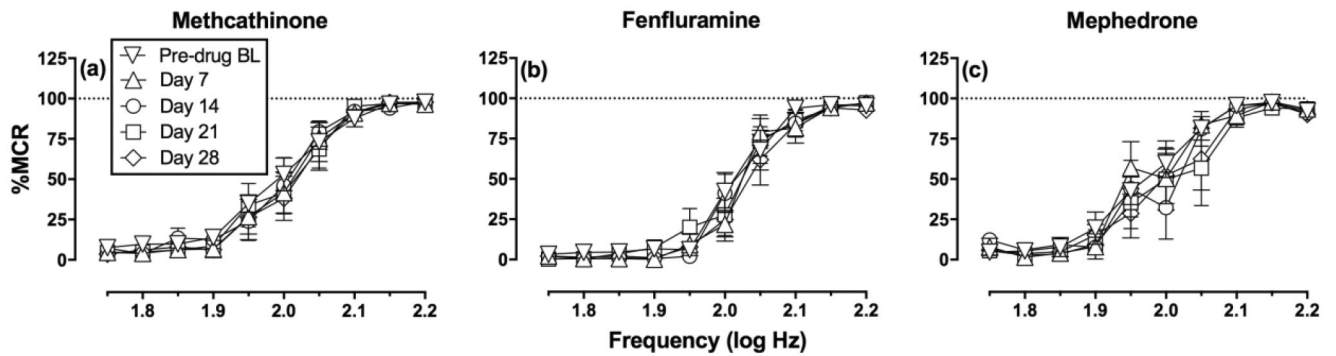 Methcathinone
Fenfluramine
Mephedrone
(a)
Pre-drug BL
Day 7
Day 14
Day 21
Day 28
(b)
(c)
%MCR
125
100
75
50
25
0
125
100
75
50
25
0
125
100
75
50
25
0
1.8 1.9 2.0 2.1 2.2
1.8 1.9 2.0 2.1 2.2
1.8 1.9 2.0 2.1 2.2
Frequency (log Hz)